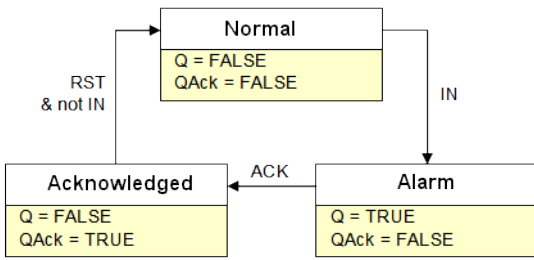 Normal
Q = FALSE
QAck = FALSE
RST
& not IN
IN
Acknowledged
Q = FALSE
QAck = TRUE
ACK
Alarm
Q = TRUE
QAck = FALSE